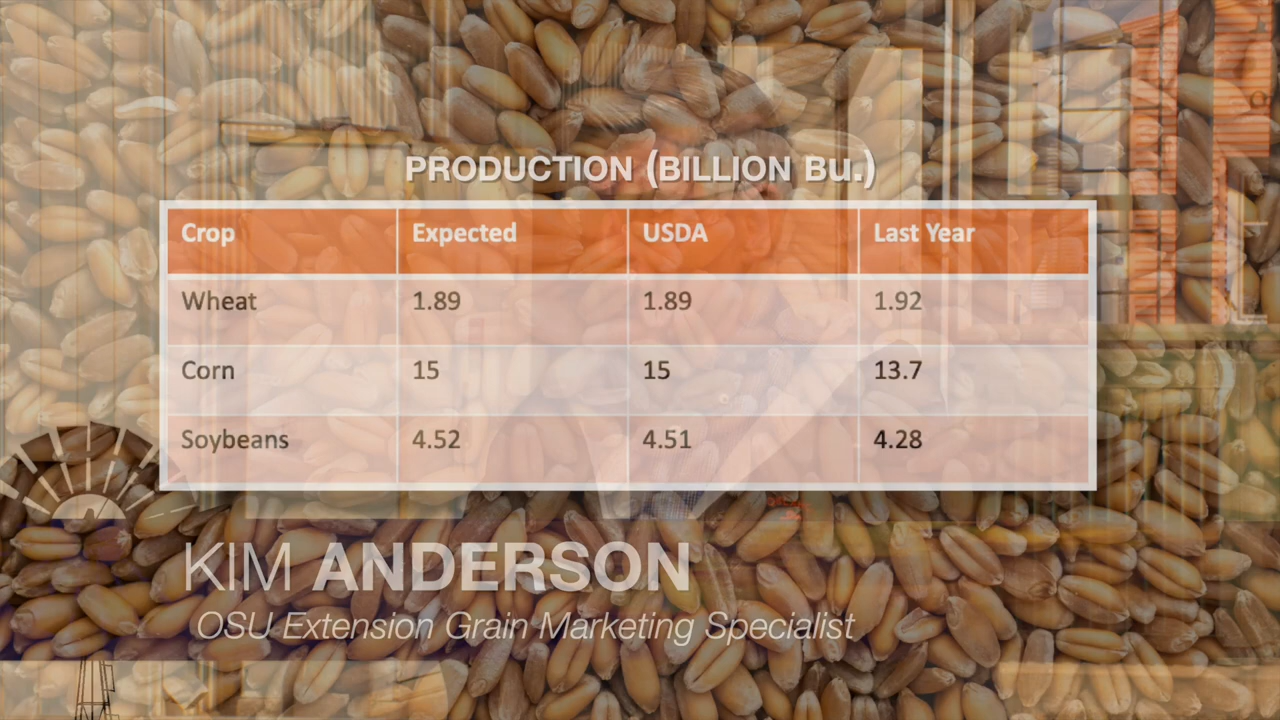 PRODUCTION (BILLION Bu.)
Crop Expected USDA Last Year
Wheat 1.89 1.89 1.92
Corn 15 15 13.7
Soybeans 4.52 4.51 4.28
KIM ANDERSON
OSU Extension Grain Marketing Specialist